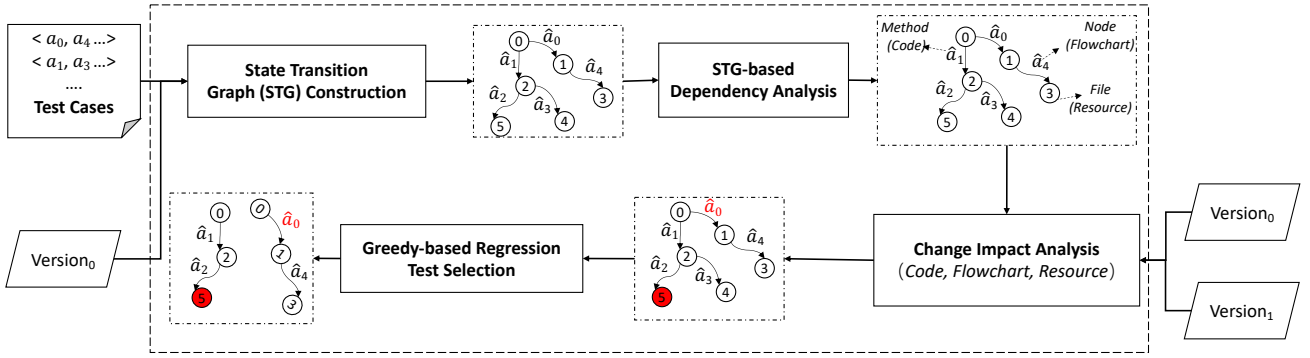 < a₀, a₄ ...>
< a₁, a₃ ...>
....
Test Cases
State Transition
Graph (STG) Construction
0
â₀
â₁
1
â₄
2
3
â₂
â₃
5
4
STG-based
Dependency Analysis
Method
(Code)
Node
(Flowchart)
0
â₀
â₁
1
â₄
2
3
File
(Resource)
â₂
â₃
5
4
Version₀
0
â₁
2
â₂
5
0
â₀
1
â₄
3
Greedy-based Regression
Test Selection
0
â₀
â₁
1
â₄
2
3
â₂
â₃
5
4
Change Impact Analysis
(Code, Flowchart, Resource)
Version₀
Version₁